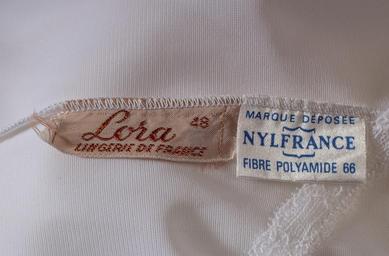 Lora 48
LINGERIE DE FRANCE
MARQUE DÉPOSÉE
NYLFRANCE
FIBRE POLYAMIDE 66